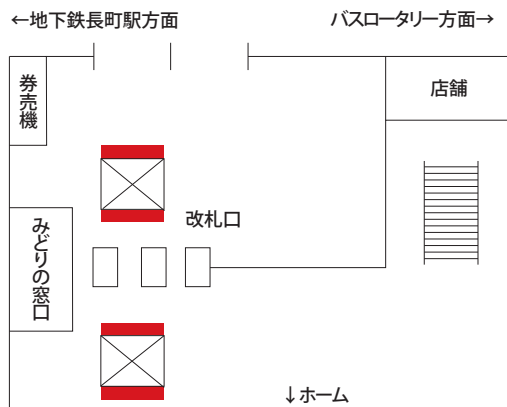 ←地下鉄長町駅方面
バスロータリー方面→
券売機
店舗
改札口
みどりの窓口
↓ホーム